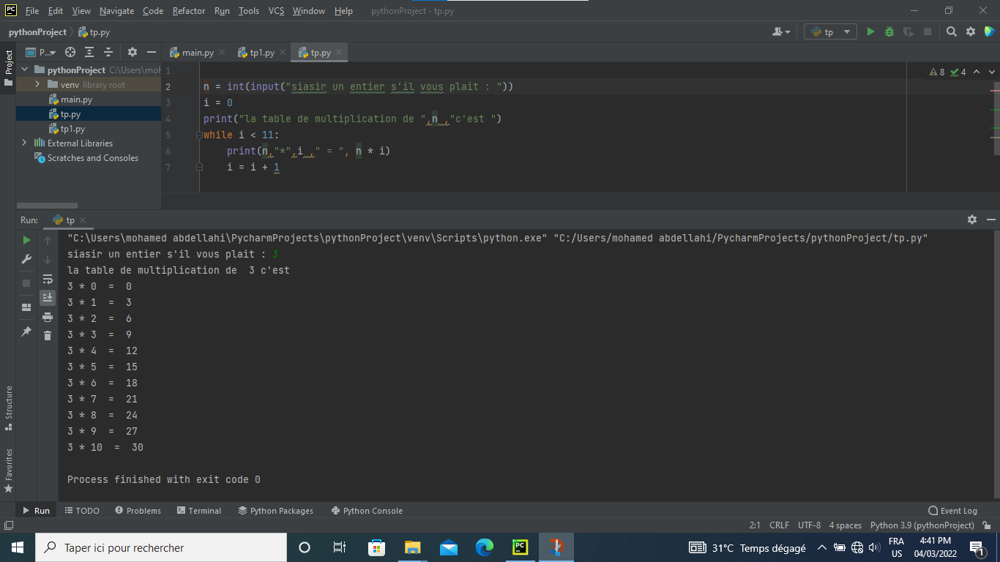 PC File Edit View Navigate Code Refactor Run Tools VCS Window Help pythonProject - tp.py
pythonProject tp.py tp
Project P... main.py tp1.py tp.py
pythonProject C:\Users\moh
venv library root
main.py
tp.py
tp1.py
External Libraries
Scratches and Consoles
8 4
1
2 n = int(input("siasir un entier s'il vous plait : "))
3 i = 0
4 print("la table de multiplication de ",n ,"c'est ")
5 while i < 11:
6 print(n,"*",i ," = ", n * i)
7 i = i + 1
Run: tp
"C:\Users\mohamed abdellahi\PycharmProjects\pythonProject\venv\Scripts\python.exe" "C:/Users/mohamed abdellahi/PycharmProjects/pythonProject/tp.py"
siasir un entier s'il vous plait : 3
la table de multiplication de  3 c'est
3 * 0  =  0
3 * 1  =  3
3 * 2  =  6
3 * 3  =  9
3 * 4  =  12
3 * 5  =  15
3 * 6  =  18
3 * 7  =  21
3 * 8  =  24
3 * 9  =  27
3 * 10  =  30
Process finished with exit code 0
Structure
Favorites
Run TODO Problems Terminal Python Packages Python Console Event Log
2:1 CRLF UTF-8 4 spaces Python 3.9 (pythonProject)
Taper ici pour rechercher PC 31°C Temps dégagé FRA 4:41 PM
US 04/03/2022 1